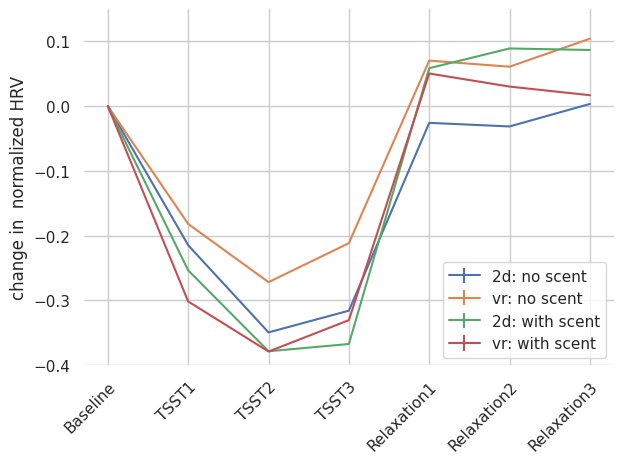 change in  normalized HRV
0.1
0.0
−0.1
−0.2
−0.3
−0.4
2d: no scent
vr: no scent
2d: with scent
vr: with scent
Baseline
TSST1
TSST2
TSST3
Relaxation1
Relaxation2
Relaxation3